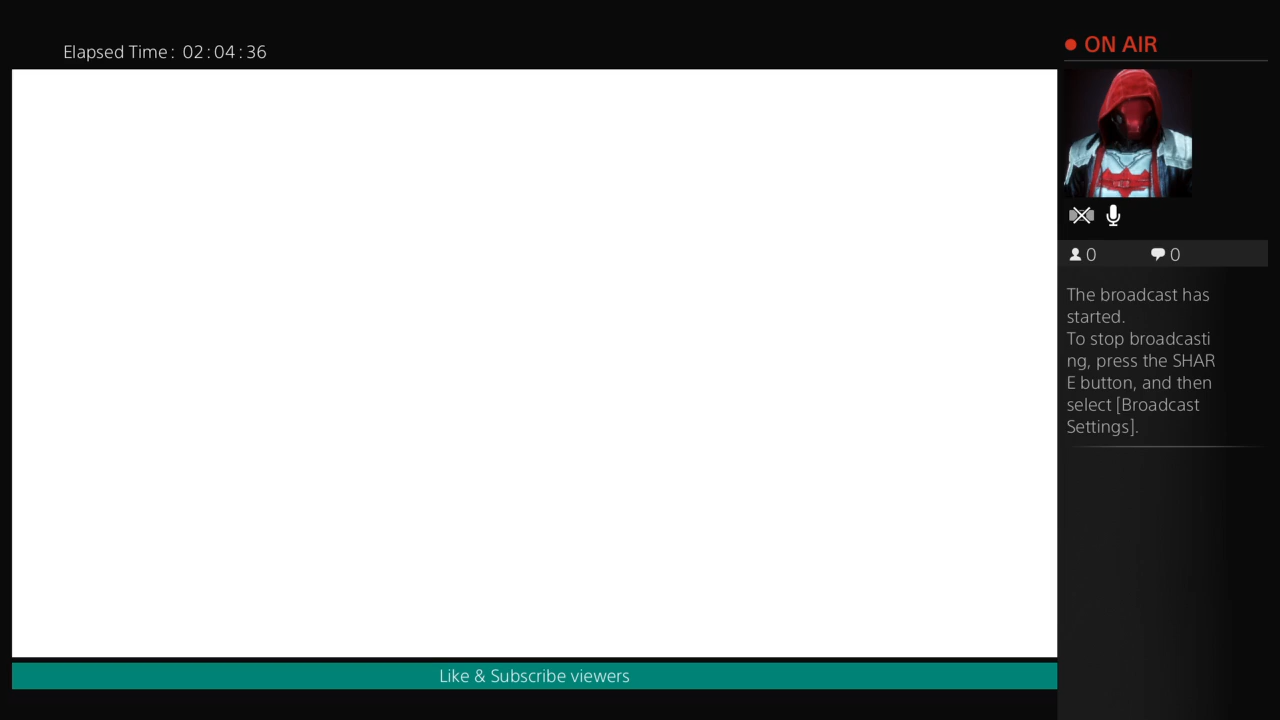 Elapsed Time: 02:04:36
ON AIR
0 0
The broadcast has
started.
To stop broadcasti
ng, press the SHAR
E button, and then
select [Broadcast
Settings].
Like & Subscribe viewers